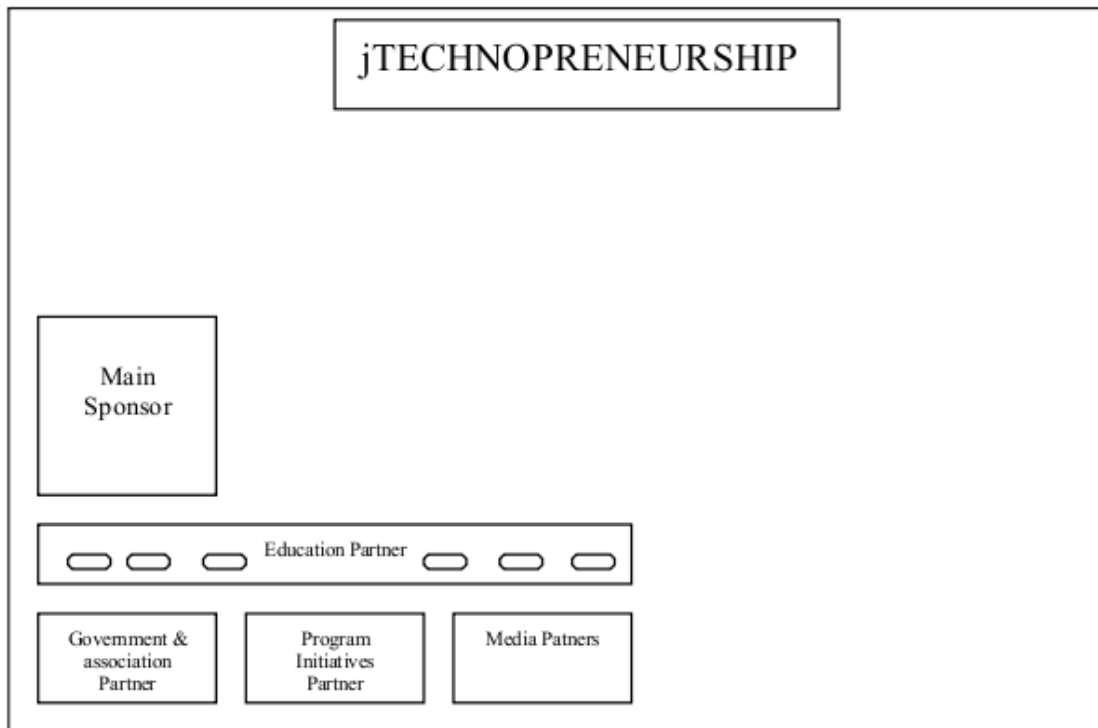 jTECHNOPRENEURSHIP
Main
Sponsor
Education Partner
Government &
association
Partner
Program
Initiatives
Partner
Media Patners